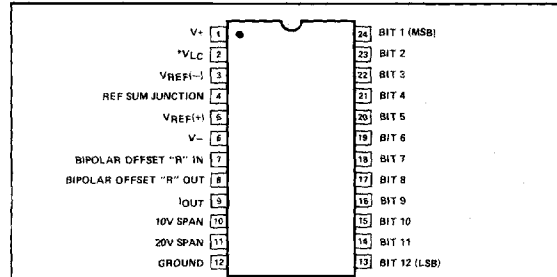 V+ 1 24 BIT 1 (MSB)
*VLC 2 23 BIT 2
VREF(−) 3 22 BIT 3
REF SUM JUNCTION 4 21 BIT 4
VREF(+) 5 20 BIT 5
V− 6 19 BIT 6
BIPOLAR OFFSET "R" IN 7 18 BIT 7
BIPOLAR OFFSET "R" OUT 8 17 BIT 8
IOUT 9 16 BIT 9
10V SPAN 10 15 BIT 10
20V SPAN 11 14 BIT 11
GROUND 12 13 BIT 12 (LSB)